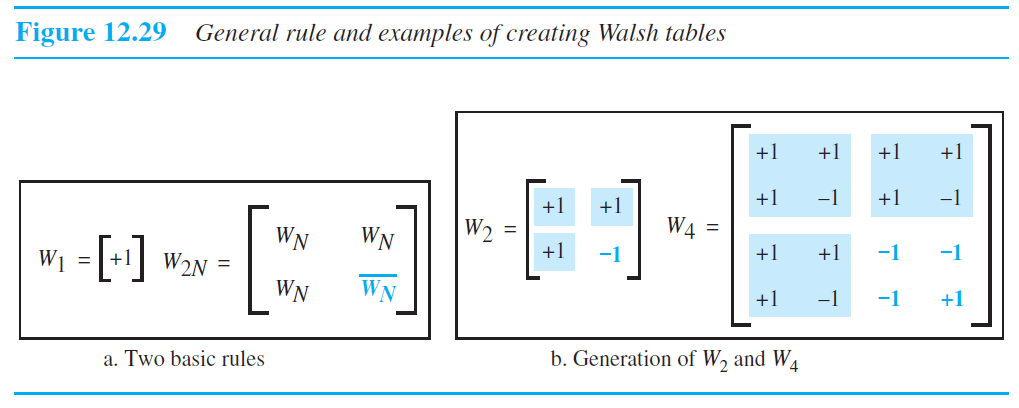 Figure 12.29 General rule and examples of creating Walsh tables
W1 = [+1] W2N = [
WN WN
WN W̅N̅
]
a. Two basic rules
W2 = [
+1 +1
+1 −1
]
W4 = [
+1 +1 +1 +1
+1 −1 +1 −1
+1 +1 −1 −1
+1 −1 −1 +1
]
b. Generation of W2 and W4